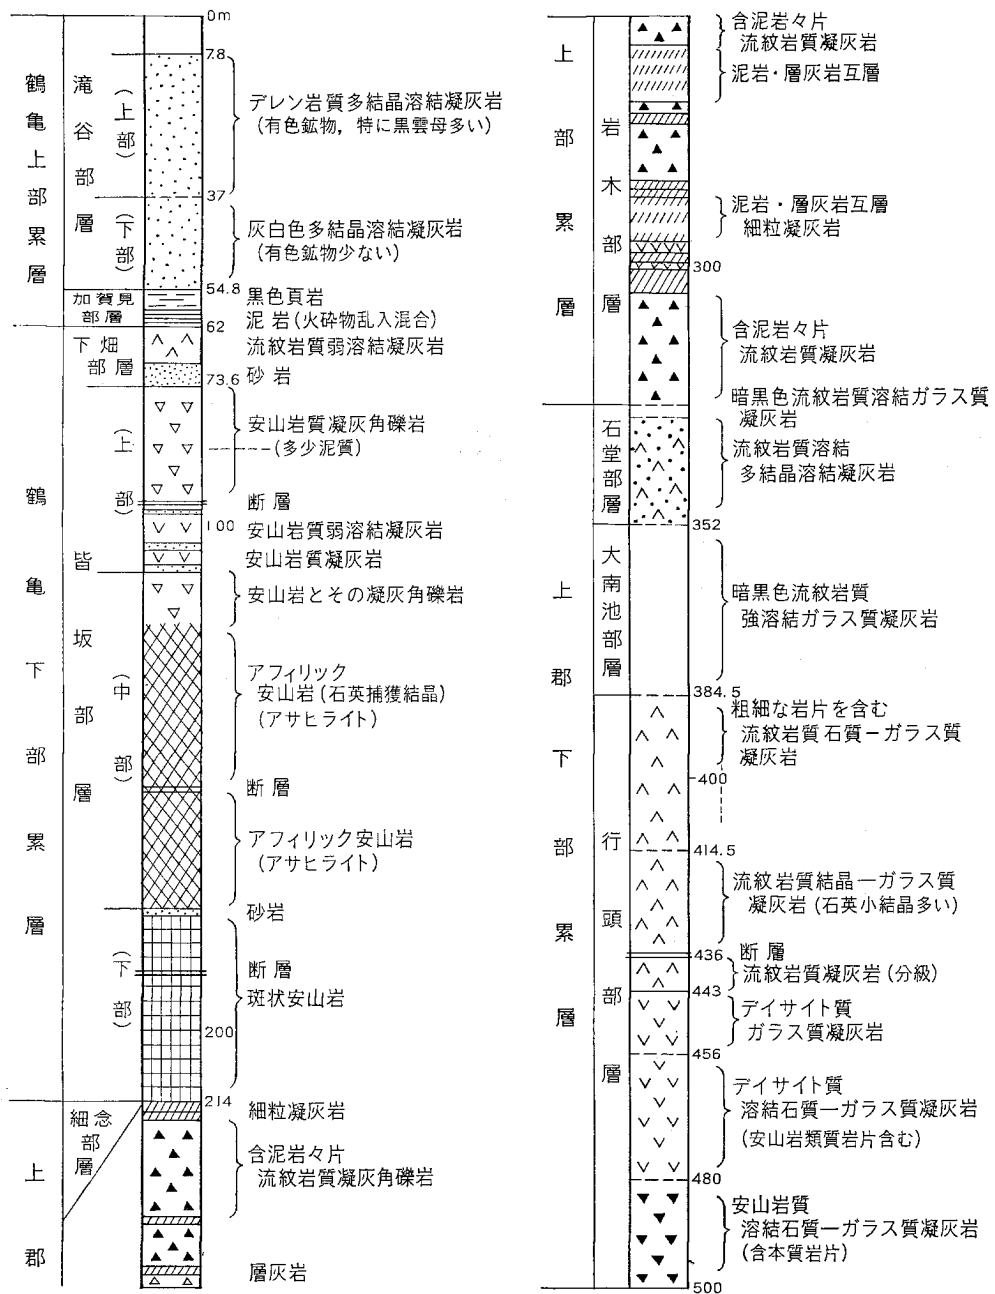 0m
7.8
37
54.8
62
73.6
100
200
214
鶴亀上部累層
滝谷部層
(上部)
(下部)
加賀見
部層
下畑
部層
鶴亀下部累層
皆坂部層
(上部)
(中部)
(下部)
細念
部層
上郡
デレン岩質多結晶溶結凝灰岩
(有色鉱物,特に黒雲母多い)
灰白色多結晶溶結凝灰岩
(有色鉱物少ない)
黒色頁岩
泥岩(火砕物乱入混合)
流紋岩質弱溶結凝灰岩
砂岩
安山岩質凝灰角礫岩
(多少泥質)
断層
安山岩質弱溶結凝灰岩
安山岩質凝灰岩
安山岩とその凝灰角礫岩
アフィリック
安山岩(石英捕獲結晶)
(アサヒライト)
断層
アフィリック安山岩
(アサヒライト)
砂岩
断層
斑状安山岩
細粒凝灰岩
含泥岩々片
流紋岩質凝灰角礫岩
層灰岩
上部累層
岩木部層
石堂部層
上郡下部累層
大南池部層
行頭部層
含泥岩々片
流紋岩質凝灰岩
泥岩・層灰岩互層
泥岩・層灰岩互層
細粒凝灰岩
300
含泥岩々片
流紋岩質凝灰岩
暗黒色流紋岩質溶結ガラス質
凝灰岩
流紋岩質溶結
多結晶溶結凝灰岩
352
暗黒色流紋岩質
強溶結ガラス質凝灰岩
384.5
粗細な岩片を含む
流紋岩質石質ーガラス質
凝灰岩
400
414.5
流紋岩質結晶ーガラス質
凝灰岩(石英小結晶多い)
436 断層
流紋岩質凝灰岩(分級)
443
デイサイト質
ガラス質凝灰岩
456
デイサイト質
溶結石質ーガラス質凝灰岩
(安山岩類質岩片含む)
480
安山岩質
溶結石質ーガラス質凝灰岩
(含本質岩片)
500